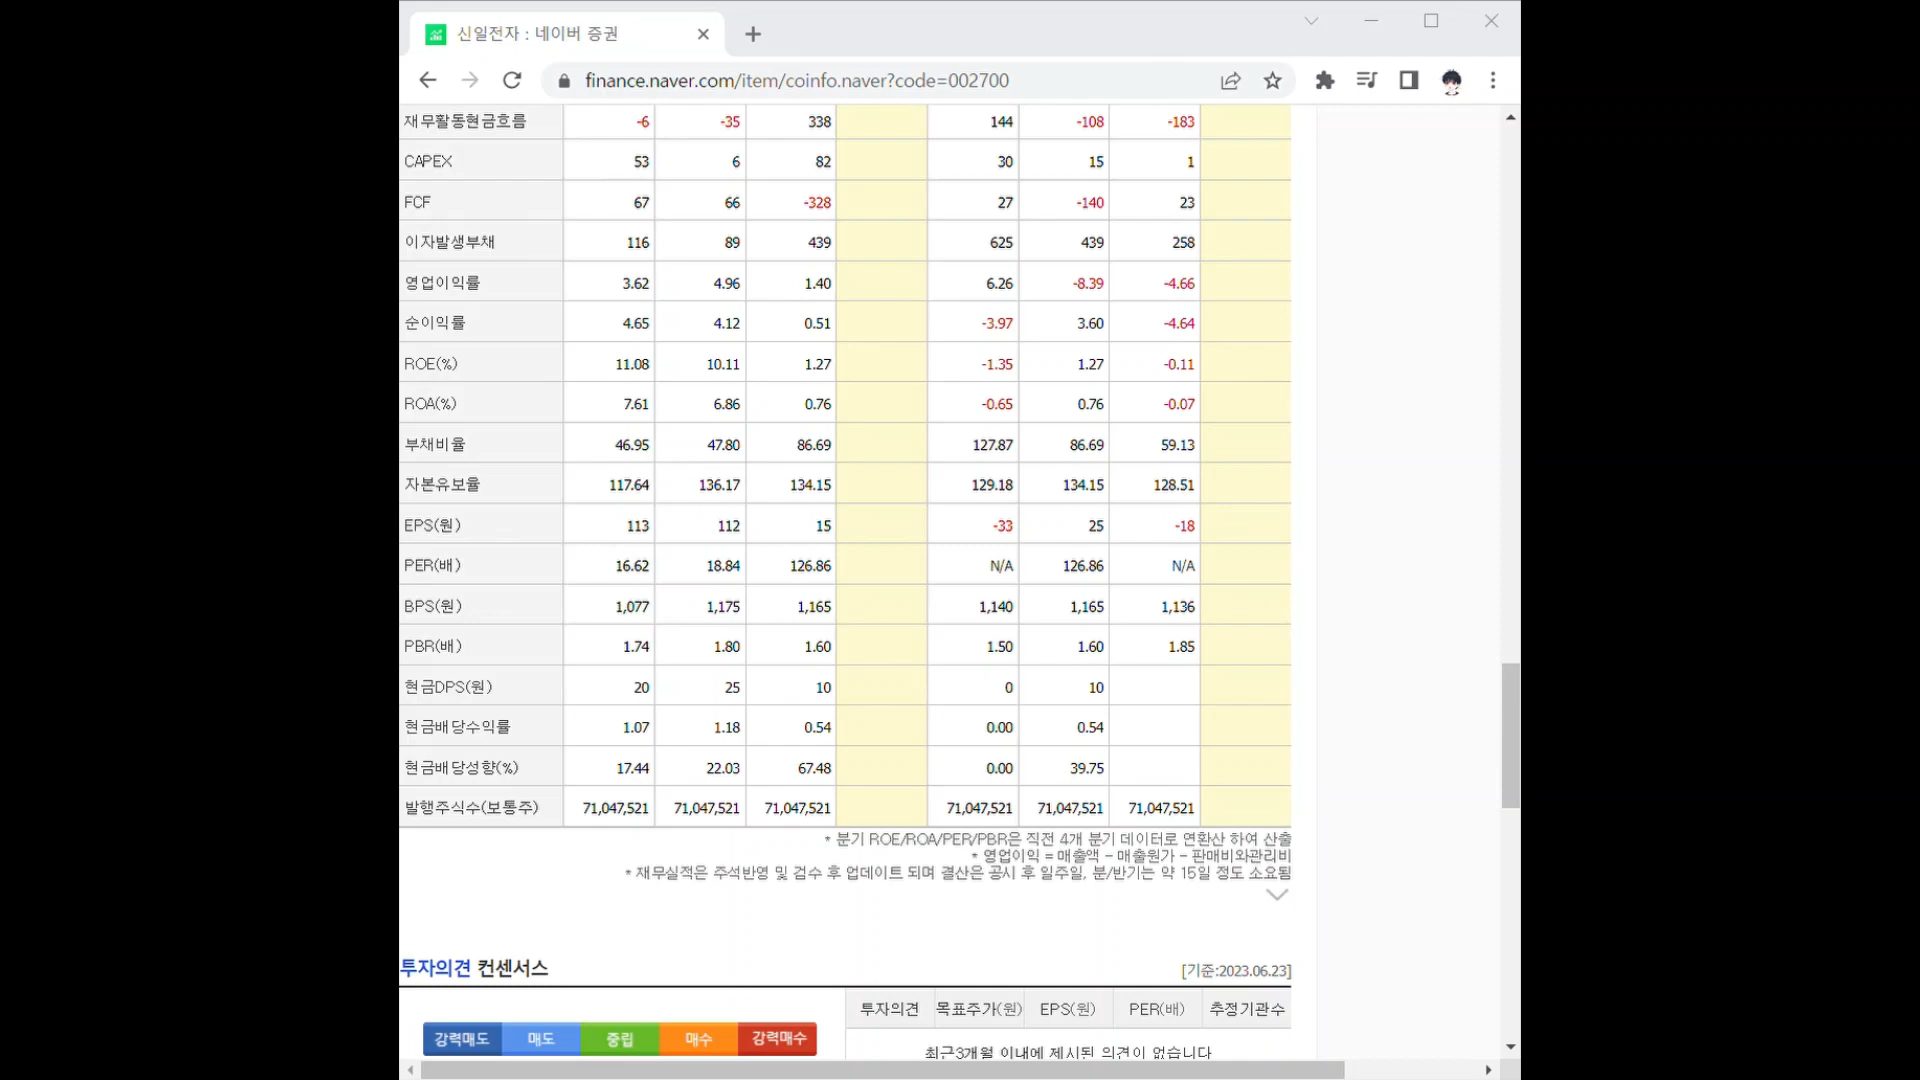 신일전자 : 네이버 증권
finance.naver.com/item/coinfo.naver?code=002700
재무활동현금흐름 -6 -35 338 144 -108 -183
CAPEX 53 6 82 30 15 1
FCF 67 66 -328 27 -140 23
이자발생부채 116 89 439 625 439 258
영업이익률 3.62 4.96 1.40 6.26 -8.39 -4.66
순이익률 4.65 4.12 0.51 -3.97 3.60 -4.64
ROE(%) 11.08 10.11 1.27 -1.35 1.27 -0.11
ROA(%) 7.61 6.86 0.76 -0.65 0.76 -0.07
부채비율 46.95 47.80 86.69 127.87 86.69 59.13
자본유보율 117.64 136.17 134.15 129.18 134.15 128.51
EPS(원) 113 112 15 -33 25 -18
PER(배) 16.62 18.84 126.86 N/A 126.86 N/A
BPS(원) 1,077 1,175 1,165 1,140 1,165 1,136
PBR(배) 1.74 1.80 1.60 1.50 1.60 1.85
현금DPS(원) 20 25 10 0 10
현금배당수익률 1.07 1.18 0.54 0.00 0.54
현금배당성향(%) 17.44 22.03 67.48 0.00 39.75
발행주식수(보통주) 71,047,521 71,047,521 71,047,521 71,047,521 71,047,521 71,047,521
* 분기 ROE/ROA/PER/PBR은 직전 4개 분기 데이터로 연환산 하여 산출
* 영업이익 = 매출액 - 매출원가 - 판매비와관리비
* 재무실적은 주석반영 및 검수 후 업데이트 되며 결산은 공시 후 일주일, 분/반기는 약 15일 정도 소요됨
투자의견 컨센서스 [기준:2023.06.23]
투자의견 목표주가(원) EPS(원) PER(배) 추정기관수
강력매도 매도 중립 매수 강력매수
최근3개월 이내에 제시된 의견이 없습니다